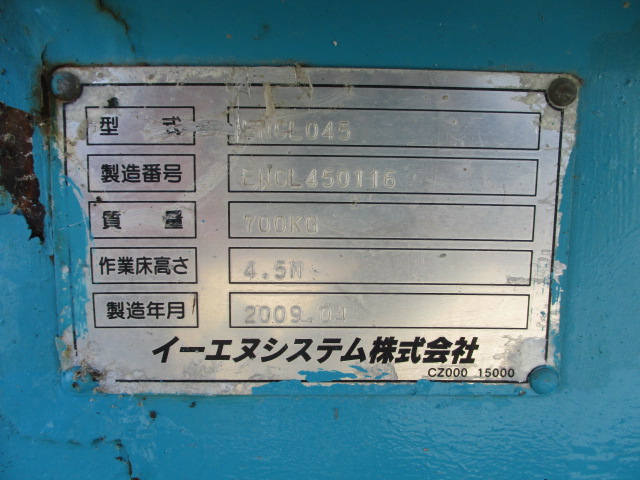 型 式 ENCL045
製造番号 ENCL450116
質 量 700KG
作業床高さ 4.5M
製造年月 2009.04
イーエヌシステム株式会社
CZ000 15000